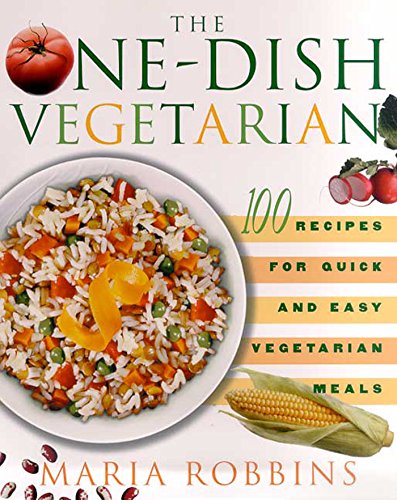 THE
ONE-DISH
VEGETARIAN
100 RECIPES
FOR QUICK
AND EASY
VEGETARIAN
MEALS
MARIA ROBBINS